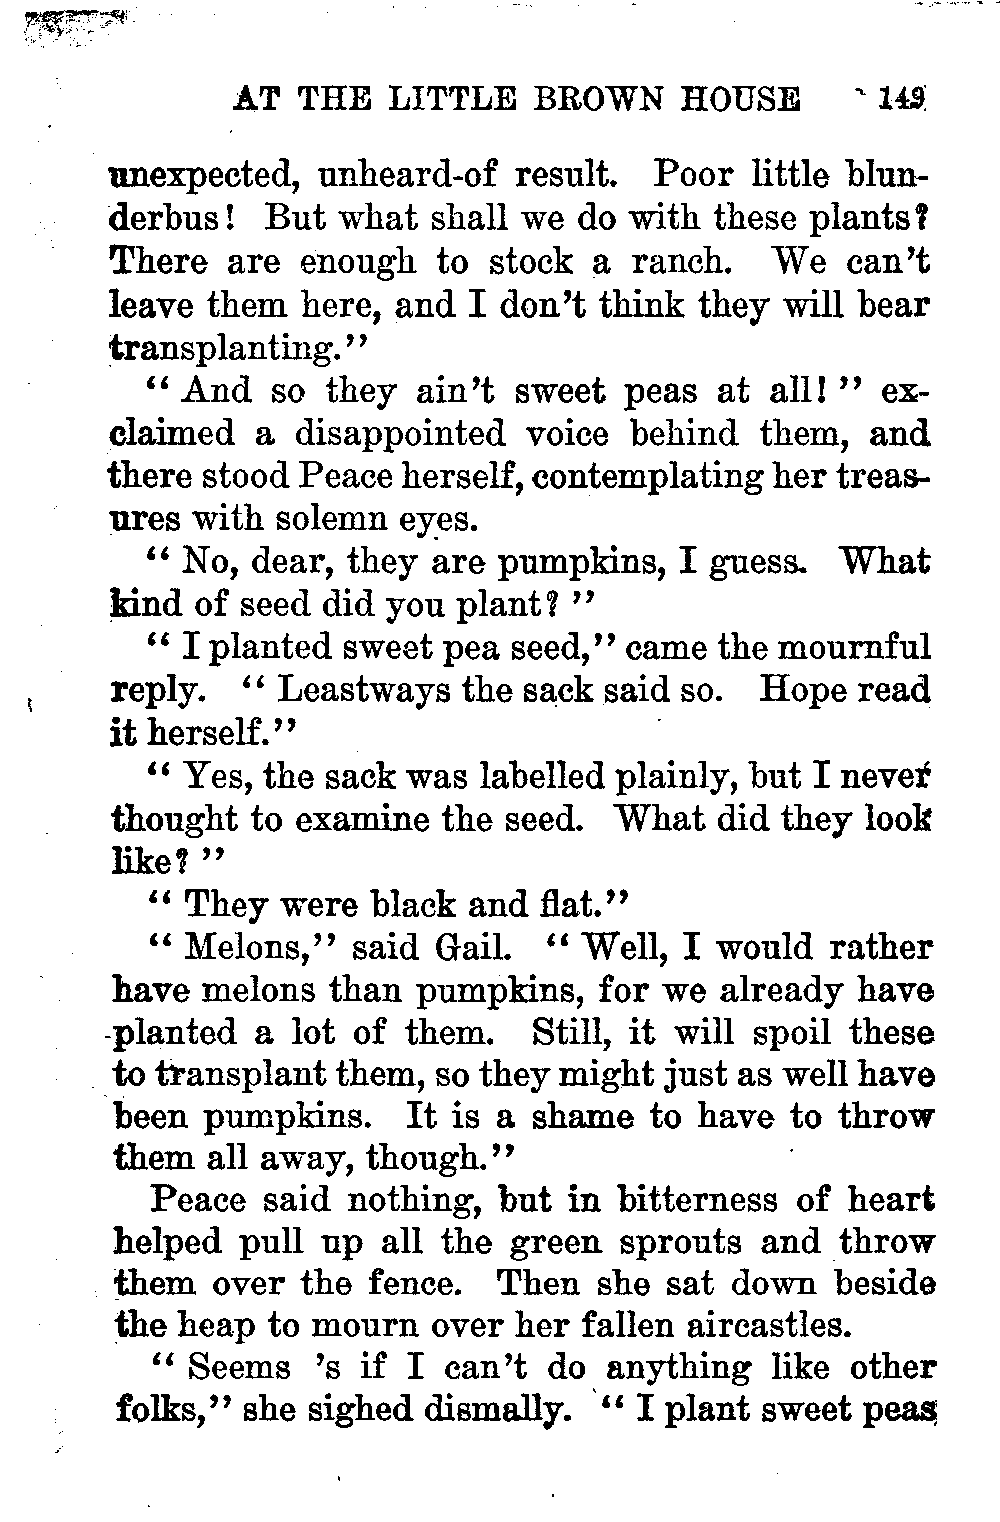 AT THE LITTLE BROWN HOUSE 149
unexpected, unheard-of result. Poor little blun-
derbus! But what shall we do with these plants?
There are enough to stock a ranch. We can't
leave them here, and I don't think they will bear
transplanting."
"And so they ain't sweet peas at all!" ex-
claimed a disappointed voice behind them, and
there stood Peace herself, contemplating her treas-
ures with solemn eyes.
"No, dear, they are pumpkins, I guess. What
kind of seed did you plant?"
"I planted sweet pea seed," came the mournful
reply. "Leastways the sack said so. Hope read
it herself."
"Yes, the sack was labelled plainly, but I never
thought to examine the seed. What did they look
like?"
"They were black and flat."
"Melons," said Gail. "Well, I would rather
have melons than pumpkins, for we already have
planted a lot of them. Still, it will spoil these
to transplant them, so they might just as well have
been pumpkins. It is a shame to have to throw
them all away, though."
Peace said nothing, but in bitterness of heart
helped pull up all the green sprouts and throw
them over the fence. Then she sat down beside
the heap to mourn over her fallen aircastles.
"Seems 's if I can't do anything like other
folks," she sighed dismally. "I plant sweet peas